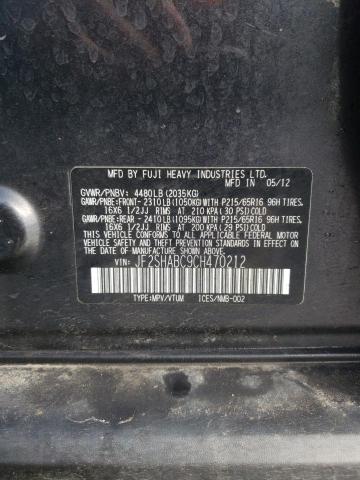 MFD BY FUJI HEAVY INDUSTRIES LTD.
MFD IN 05/12
GVWR/PNBV: 4480LB (2035KG)
GAWR/PNBE: FRONT- 2310LB(1050KG) P215/65R16 96H TIRES
16X6 1/2JJ RIMS AT 210 KPA(30 PSI)COLD
GAWR/PNBE: REAR - 2410LB(1095KG) P215/65R16 96H TIRES
16X6 1/2JJ RIMS AT 200 KPA(29 PSI)COLD
THIS VEHICLE CONFORMS TO ALL APPLICABLE
FEDERAL MOTOR VEHICLE SAFETY AND
THEFT PREVENTION STANDARDS IN EFFECT ON THE
DATE OF MANUFACTURE SHOWN ABOVE.
VIN: JF2SHABC9CH470212
TYPE:MPV/VTUM ICES/NMB-002